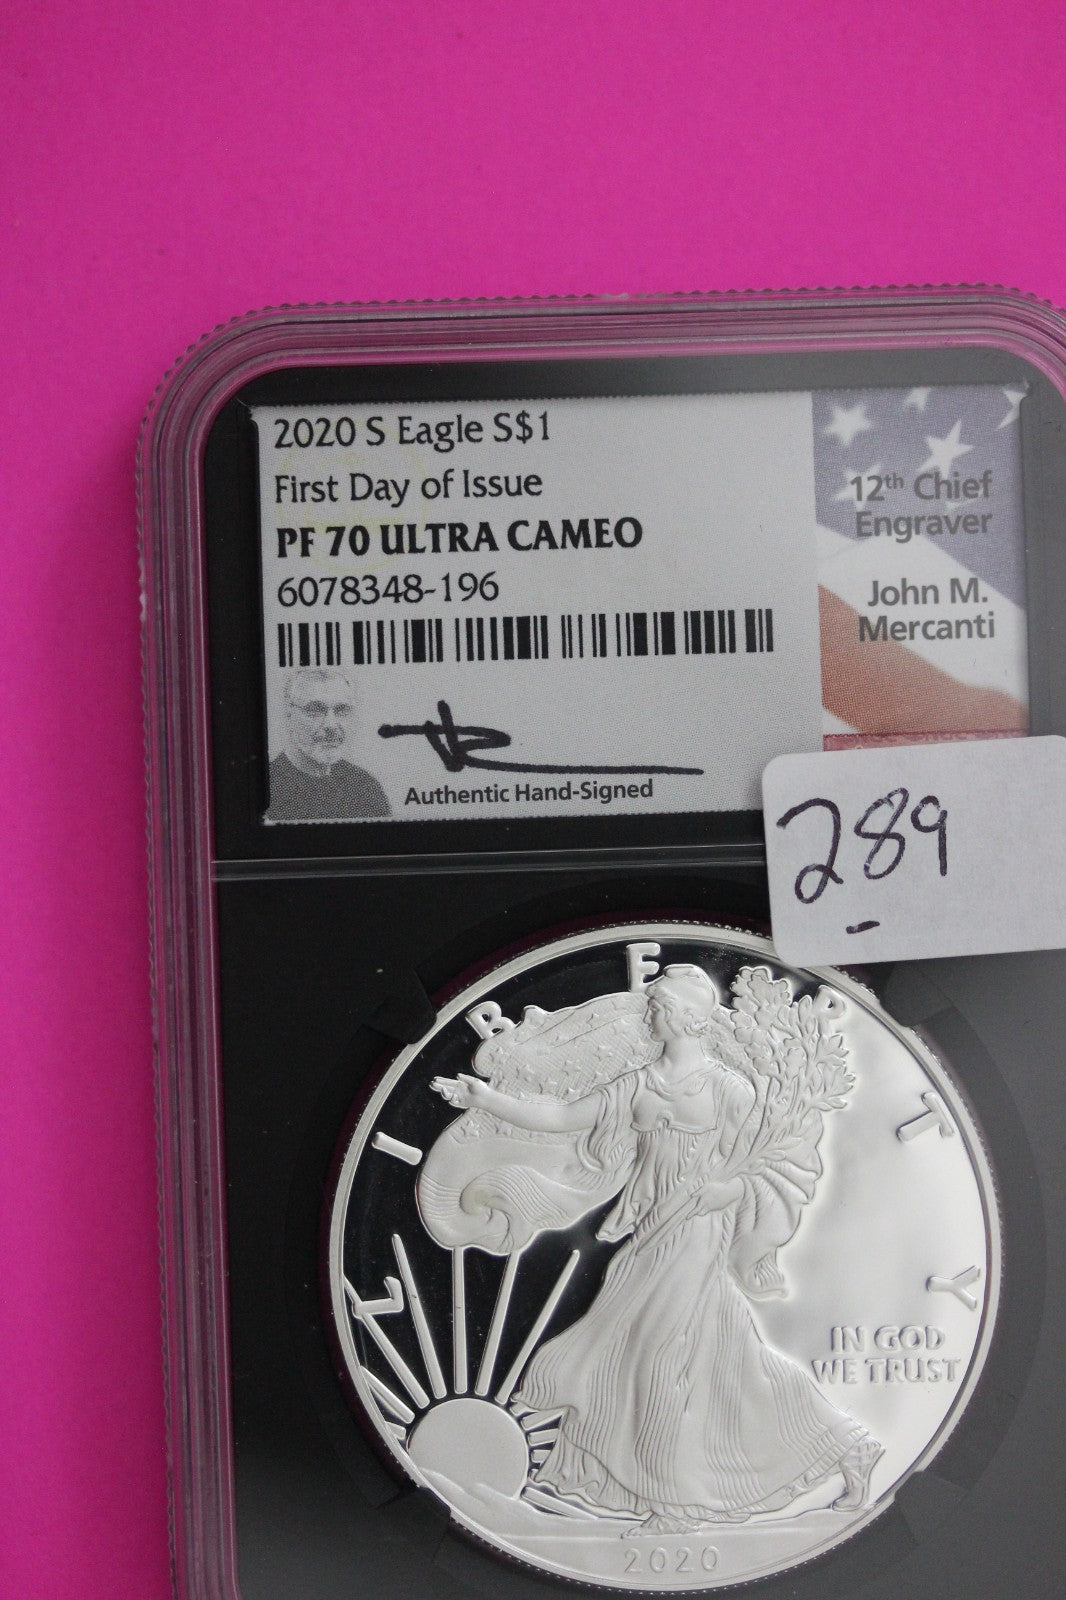 2020 S Eagle S$1
First Day of Issue
PF 70 ULTRA CAMEO
6078348-196
12th Chief
Engraver
John M.
Mercanti
Authentic Hand-Signed
289
LIBERTY
IN GOD
WE TRUST
2020